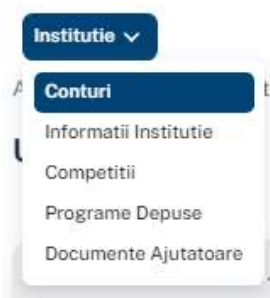 Institutie
Conturi
Informatii Institutie
Competitii
Programe Depuse
Documente Ajutatoare